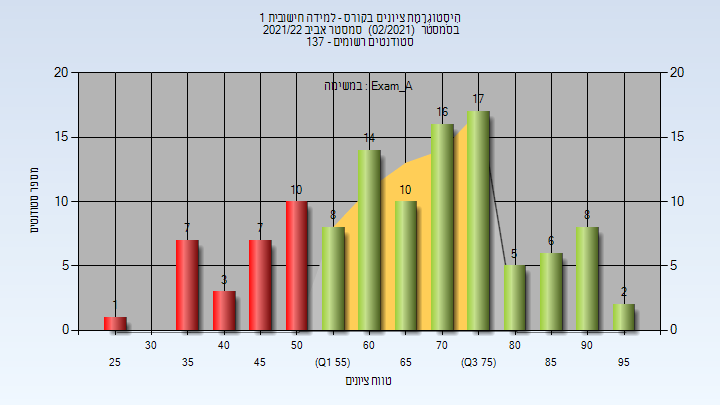 הִיסְטוֹגְרָמַת ציונים בקורס - למידה חישובית 1
בסמסטר (02/2021) סמסטר אביב 2021/22
סטודנטים רשומים - 137
במשימה : Exam_A
20 20
15 15
10 10
5 5
0 0
1 7 3 7 10 8 14 10 16 17 5 6 8 2
מספר סטודנטים
30 40 50 60 70 80 90
25 35 45 (Q1 55) 65 (Q3 75) 85 95
טווח ציונים